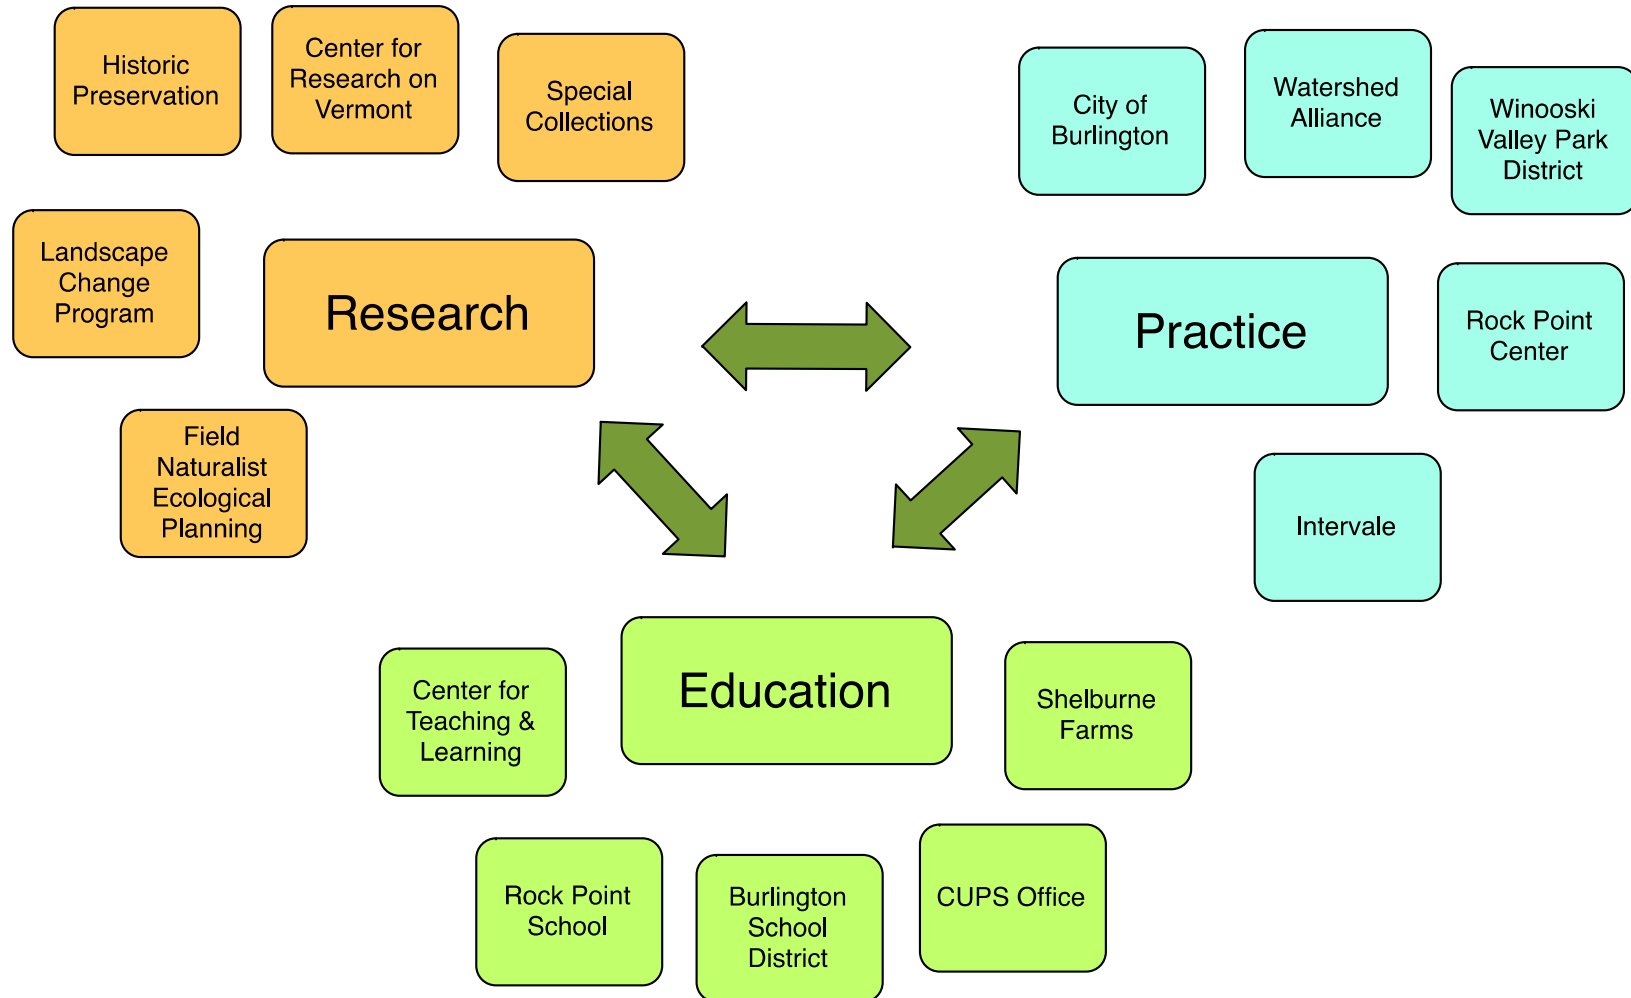 Historic
Preservation
Center for
Research on
Vermont
Special
Collections
Landscape
Change
Program
Research
Field
Naturalist
Ecological
Planning
City of
Burlington
Watershed
Alliance
Winooski
Valley Park
District
Practice
Rock Point
Center
Intervale
Education
Center for
Teaching &
Learning
Shelburne
Farms
Rock Point
School
Burlington
School
District
CUPS Office